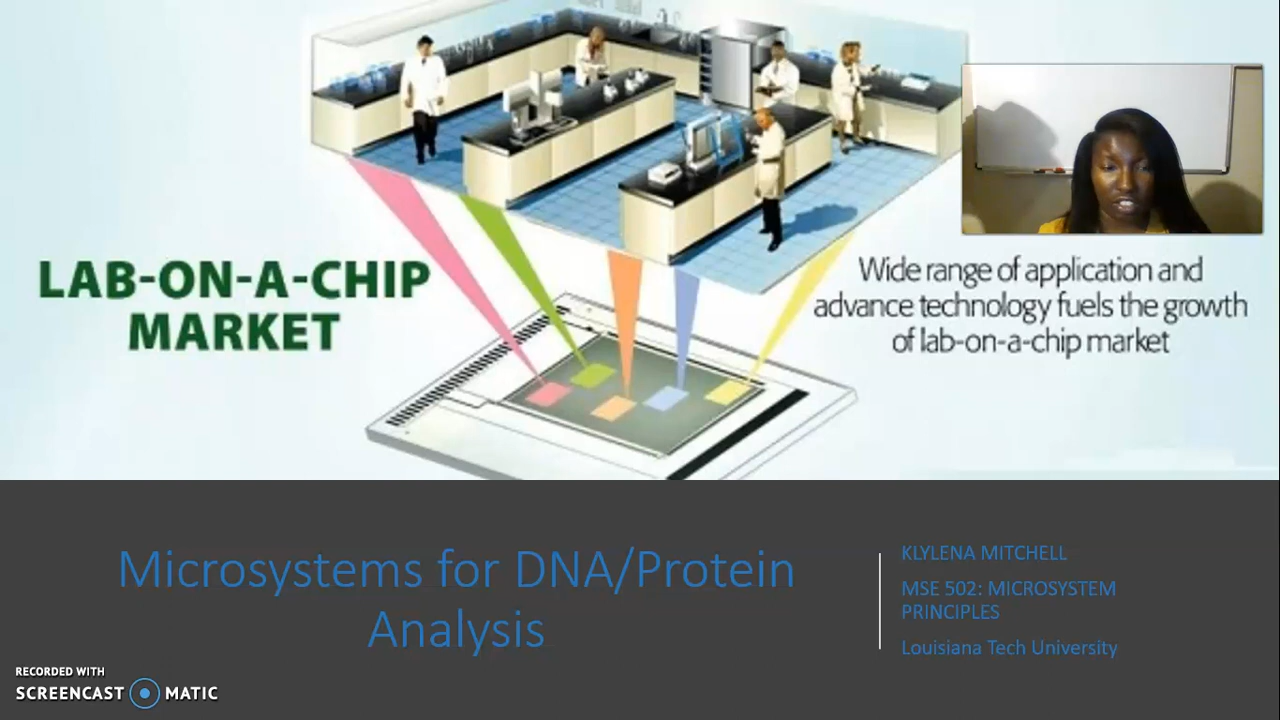 LAB-ON-A-CHIP
MARKET
Wide range of application and
advance technology fuels the growth
of lab-on-a-chip market
Microsystems for DNA/Protein
Analysis
KLYLENA MITCHELL
MSE 502: MICROSYSTEM
PRINCIPLES
Louisiana Tech University
RECORDED WITH
SCREENCAST MATIC